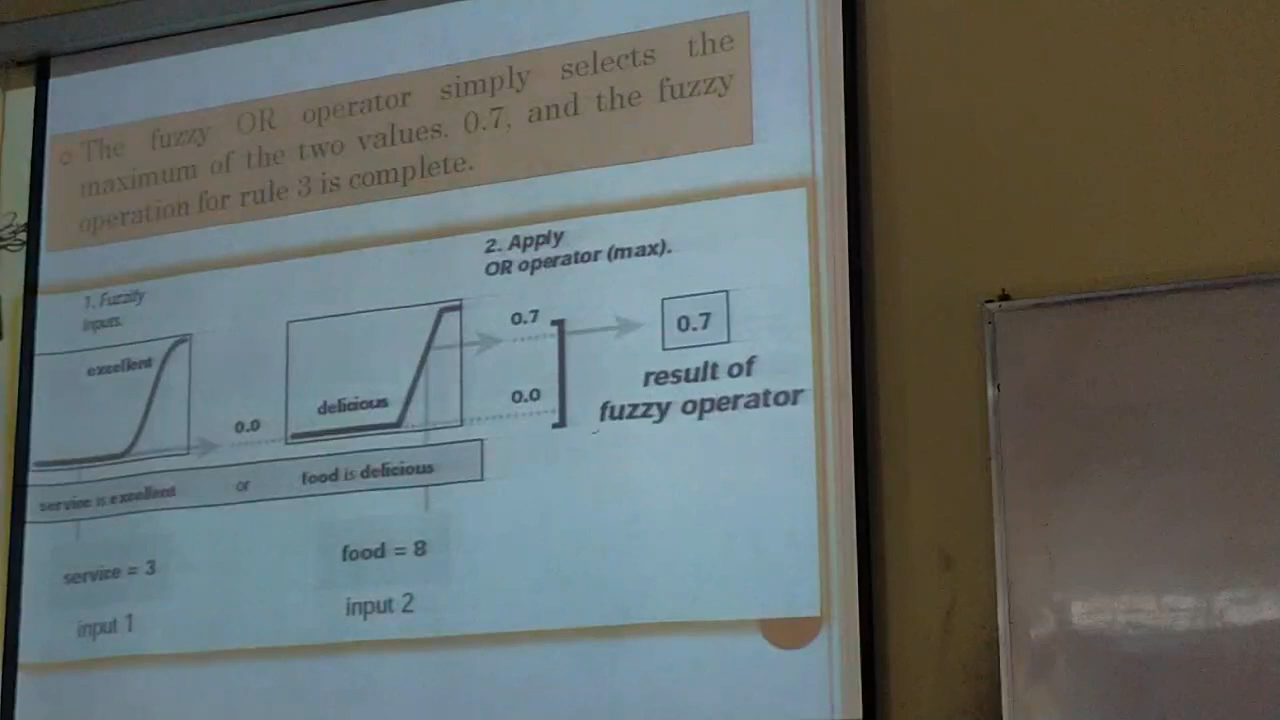 The fuzzy OR operator simply selects the
maximum of the two values. 0.7, and the fuzzy
operation for rule 3 is complete.
1. Fuzzify
inputs.
2. Apply
OR operator (max).
excellent
0.0
delicious
0.7
0.0
0.7
result of
fuzzy operator
service is excellent or food is delicious
service = 3
food = 8
input 1
input 2